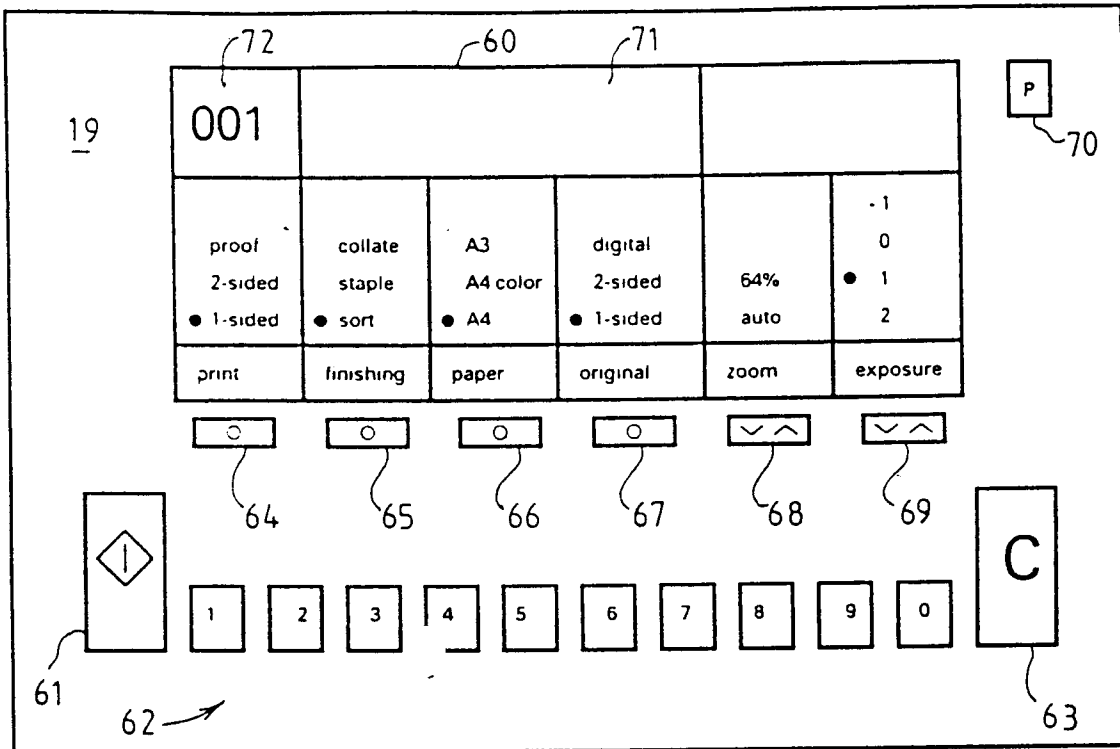 72 60 71
001 P
19 70
- 1
proof collate A3 digital 0
2-sided staple A4 color 2-sided 64% ● 1
● 1-sided ● sort ● A4 ● 1-sided auto 2
print finishing paper original zoom exposure
64 65 66 67 68 69
C
1 2 3 4 5 6 7 8 9 0
61 62 63